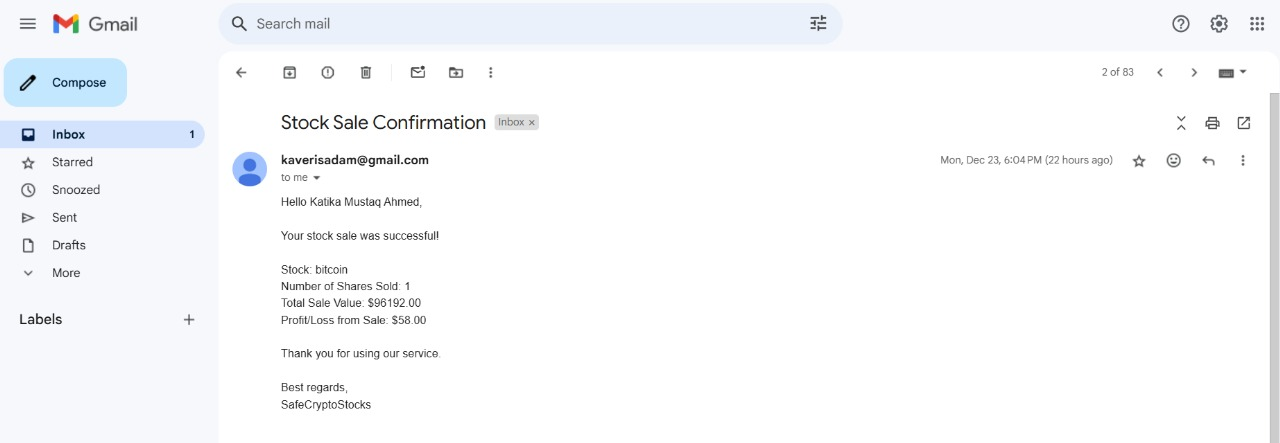 Gmail
Search mail
Compose
2 of 83
Inbox 1
Starred
Snoozed
Sent
Drafts
More
Labels
Stock Sale Confirmation Inbox ×
kaverisadam@gmail.com Mon, Dec 23, 6:04 PM (22 hours ago)
to me
Hello Katika Mustaq Ahmed,
Your stock sale was successful!
Stock: bitcoin
Number of Shares Sold: 1
Total Sale Value: $96192.00
Profit/Loss from Sale: $58.00
Thank you for using our service.
Best regards,
SafeCryptoStocks